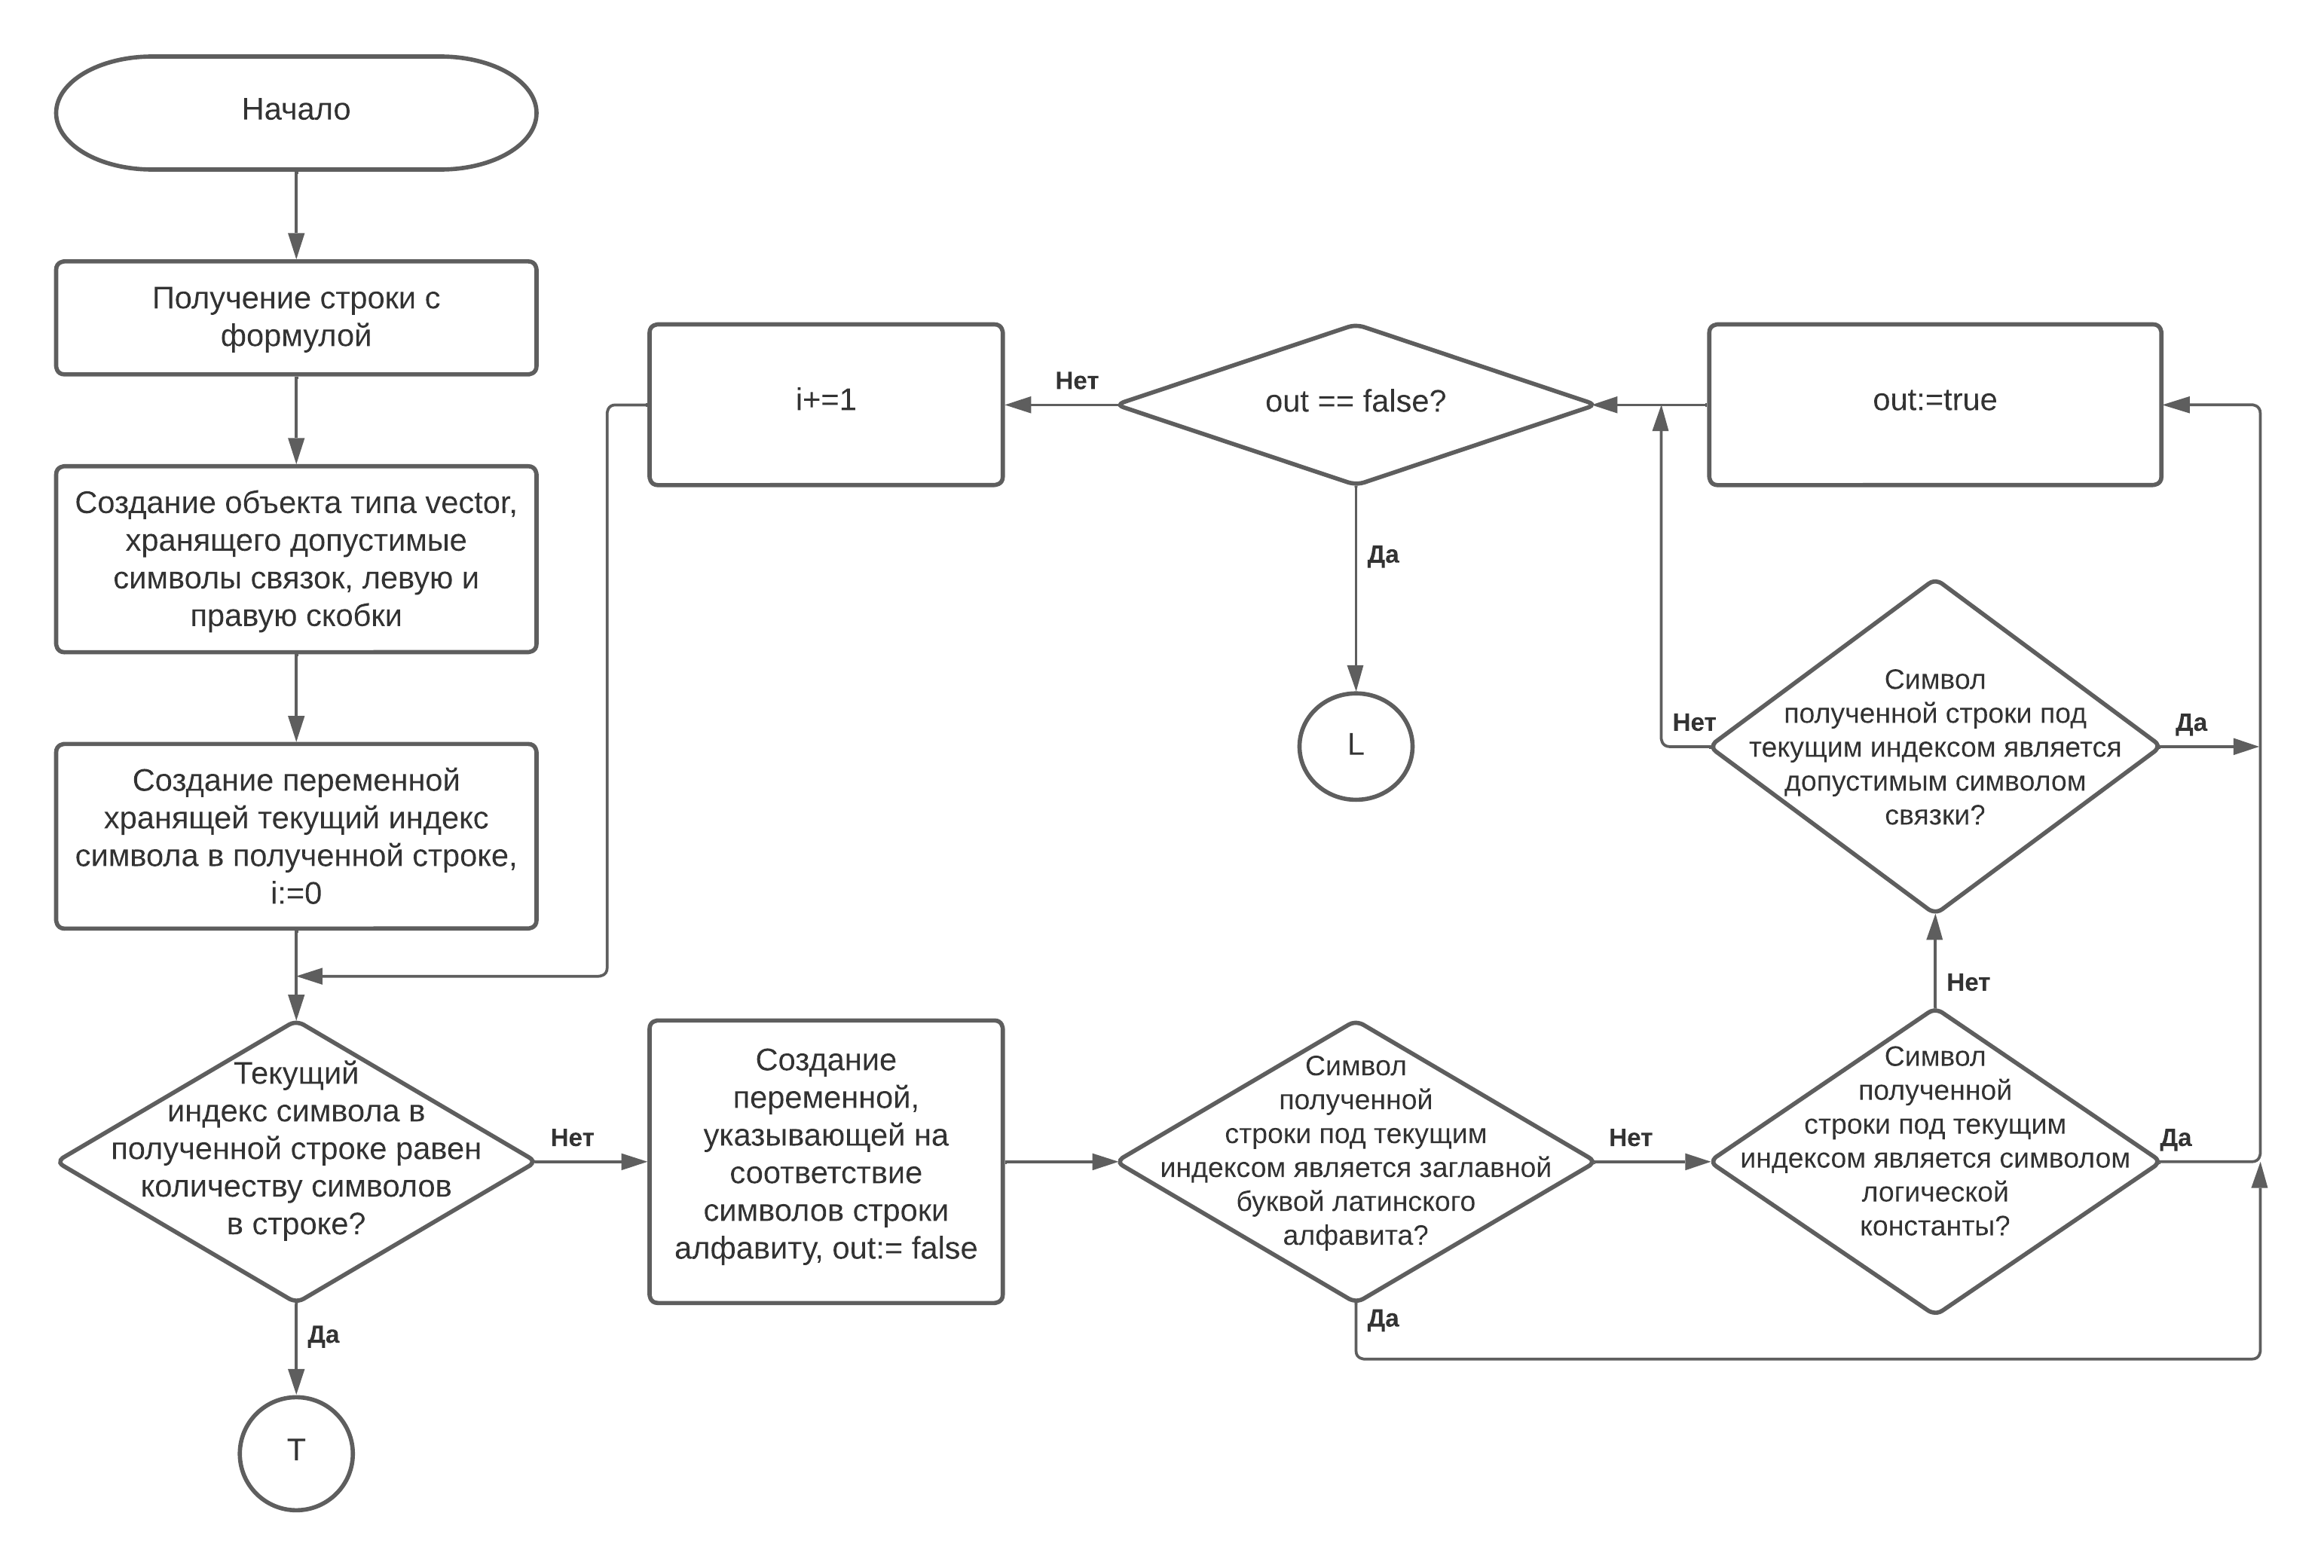 Начало
Получение строки с
формулой
Создание объекта типа vector,
хранящего допустимые
символы связок, левую и
правую скобки
Создание переменной
хранящей текущий индекс
символа в полученной строке,
i:=0
Текущий
индекс символа в
полученной строке равен
количеству символов
в строке?
Да
T
Нет
Создание
переменной,
указывающей на
соответствие
символов строки
алфавиту, out:= false
Символ
полученной
строки под текущим
индексом является заглавной
буквой латинского
алфавита?
Да
Нет
Символ
полученной
строки под текущим
индексом является символом
логической
константы?
Да
Нет
Символ
полученной строки под
текущим индексом является
допустимым символом
связки?
Нет
Да
out:=true
out == false?
Да
L
Нет
i+=1